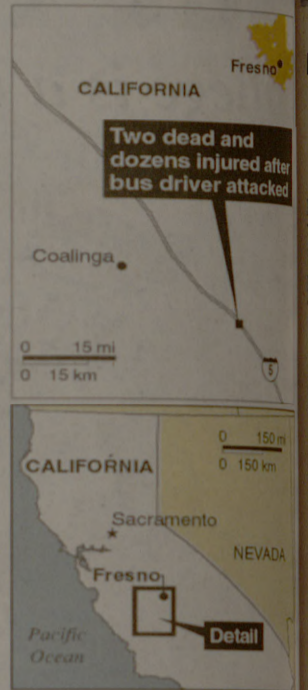 Fresno
CALIFORNIA
Two dead and
dozens injured after
bus driver attacked
Coalinga
0 15 mi
0 15 km
5
0 150 mi
0 150 km
CALIFORNIA
Sacramento
NEVADA
Fresno
Pacific
Ocean
Detail